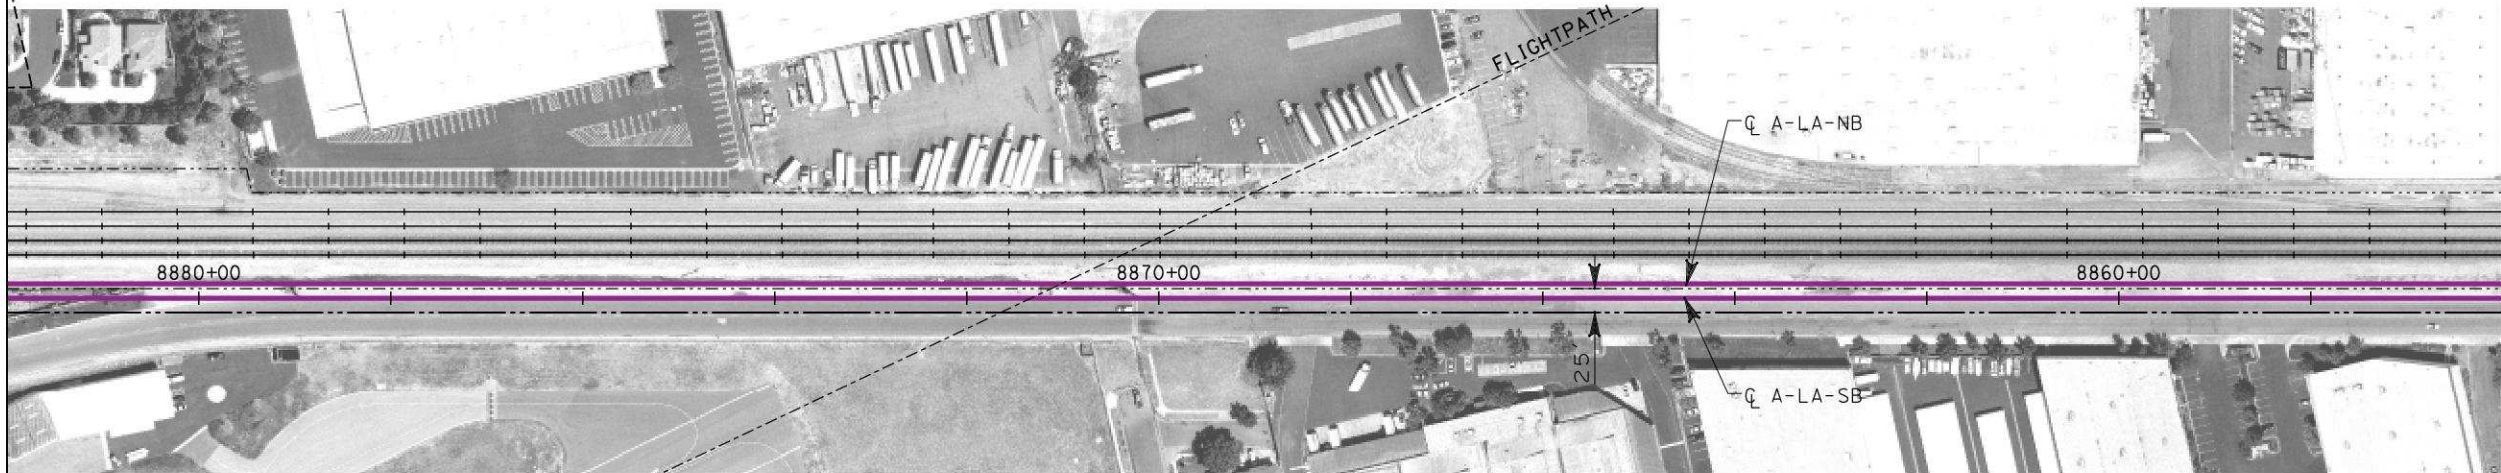 FLIGHTPATH
℄ A-LA-NB
8880+00
8870+00
8860+00
25'
℄ A-LA-SB